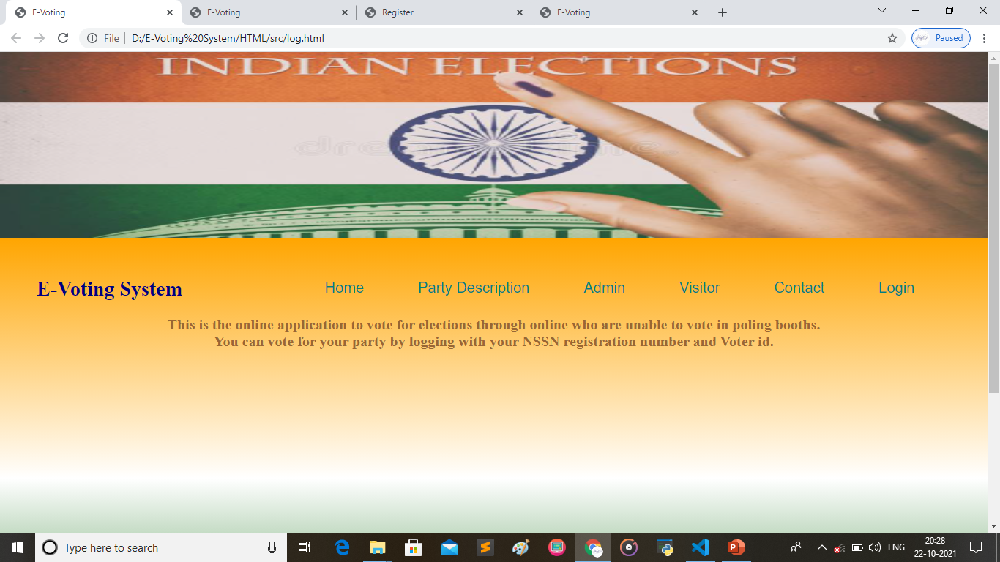 E-Voting
E-Voting
Register
E-Voting
File
D:/E-Voting%20System/HTML/src/log.html
Paused
INDIAN ELECTIONS
E-Voting System
Home
Party Description
Admin
Visitor
Contact
Login
This is the online application to vote for elections through online who are unable to vote in poling booths.
You can vote for your party by logging with your NSSN registration number and Voter id.
Type here to search
ENG
20:28
22-10-2021